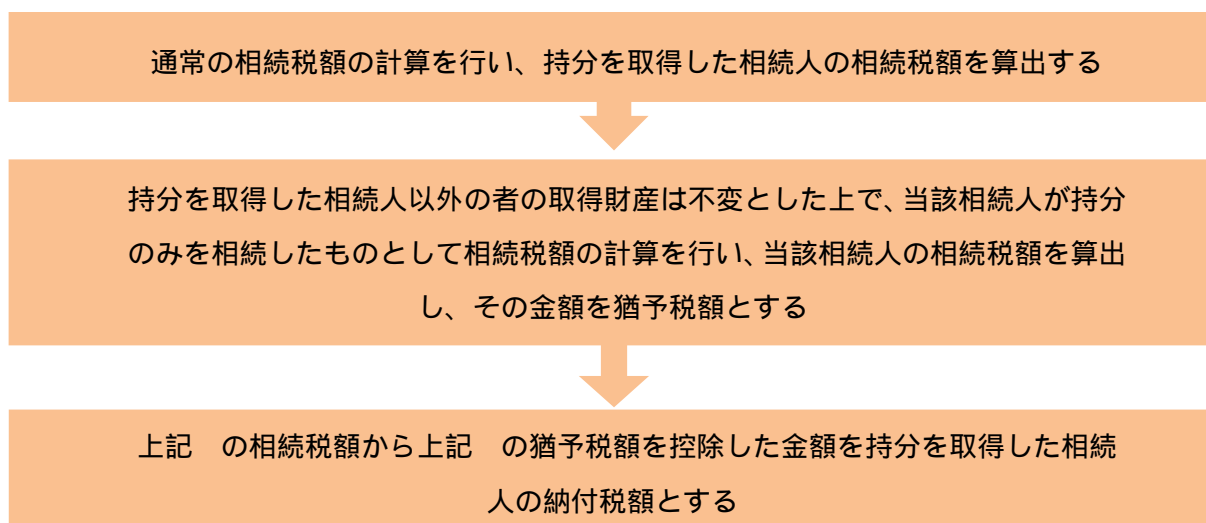 通常の相続税額の計算を行い、持分を取得した相続人の相続税額を算出する
持分を取得した相続人以外の者の取得財産は不変とした上で、当該相続人が持分
のみを相続したものとして相続税額の計算を行い、当該相続人の相続税額を算出
し、その金額を猶予税額とする
上記　の相続税額から上記　の猶予税額を控除した金額を持分を取得した相続
人の納付税額とする